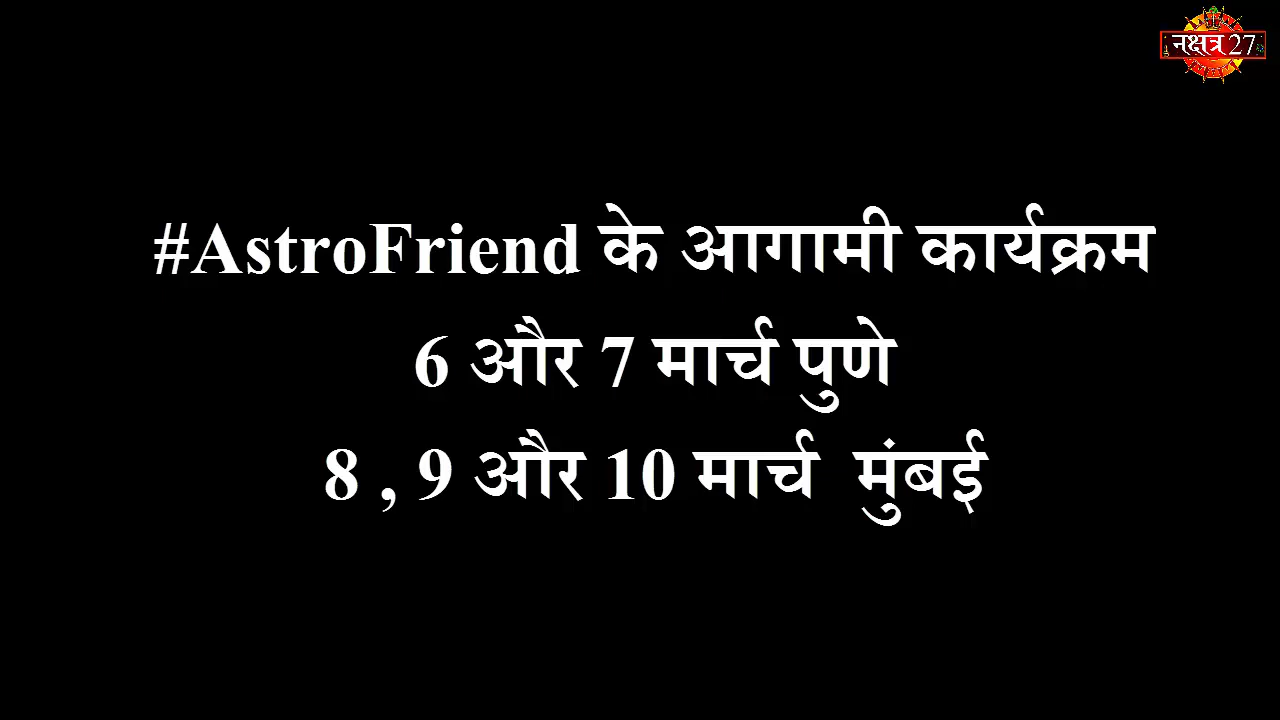 नक्षत्र 27
#AstroFriend के आगामी कार्यक्रम
6 और 7 मार्च पुणे
8 , 9 और 10 मार्च  मुंबई